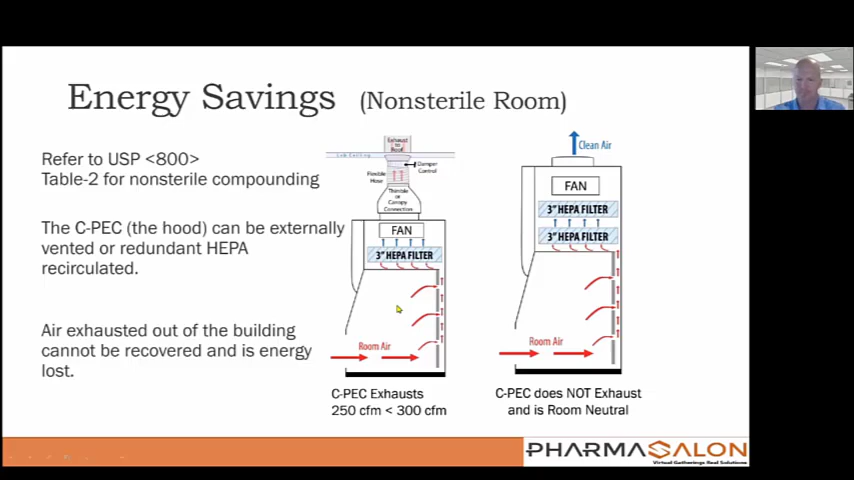 Energy Savings (Nonsterile Room)
Refer to USP <800>
Table-2 for nonsterile compounding
The C-PEC (the hood) can be externally
vented or redundant HEPA
recirculated.
Air exhausted out of the building
cannot be recovered and is energy
lost.
Exhaust
to
Roof
Lab Ceiling
Damper
Control
Flexible
Hose
Thimble
or
Canopy
Connection
FAN
3" HEPA FILTER
Room Air
C-PEC Exhausts
250 cfm < 300 cfm
Clean Air
FAN
3" HEPA FILTER
3" HEPA FILTER
Room Air
C-PEC does NOT Exhaust
and is Room Neutral
PHARMASALON
Virtual Gatherings Real Solutions